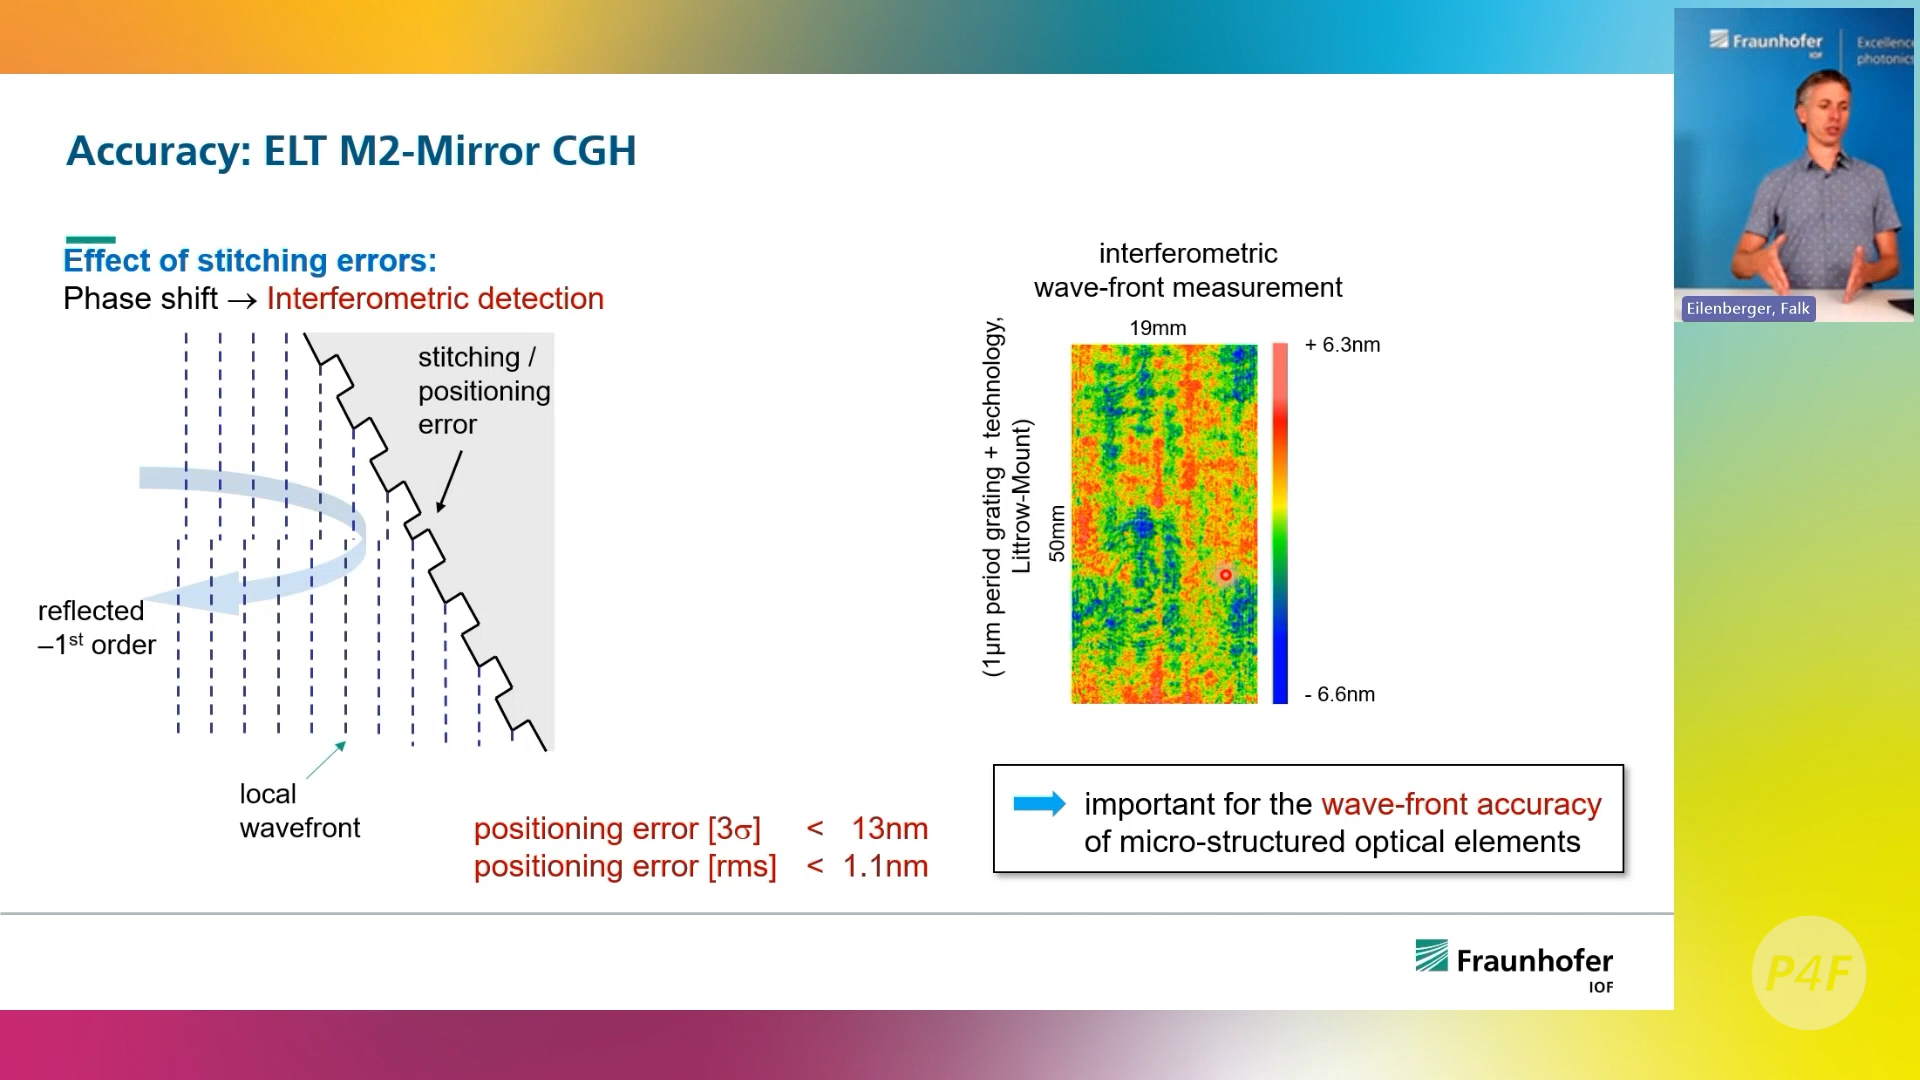 Accuracy: ELT M2-Mirror CGH
Effect of stitching errors:
Phase shift → Interferometric detection
stitching /
positioning
error
reflected
–1st order
local
wavefront
positioning error [3σ] < 13nm
positioning error [rms] < 1.1nm
interferometric
wave-front measurement
(1µm period grating + technology,
Littrow-Mount)
19mm
50mm
+ 6.3nm
- 6.6nm
important for the wave-front accuracy
of micro-structured optical elements
Fraunhofer
IOF
Fraunhofer
IOF
Excellence
photonics
Eilenberger, Falk
P4F